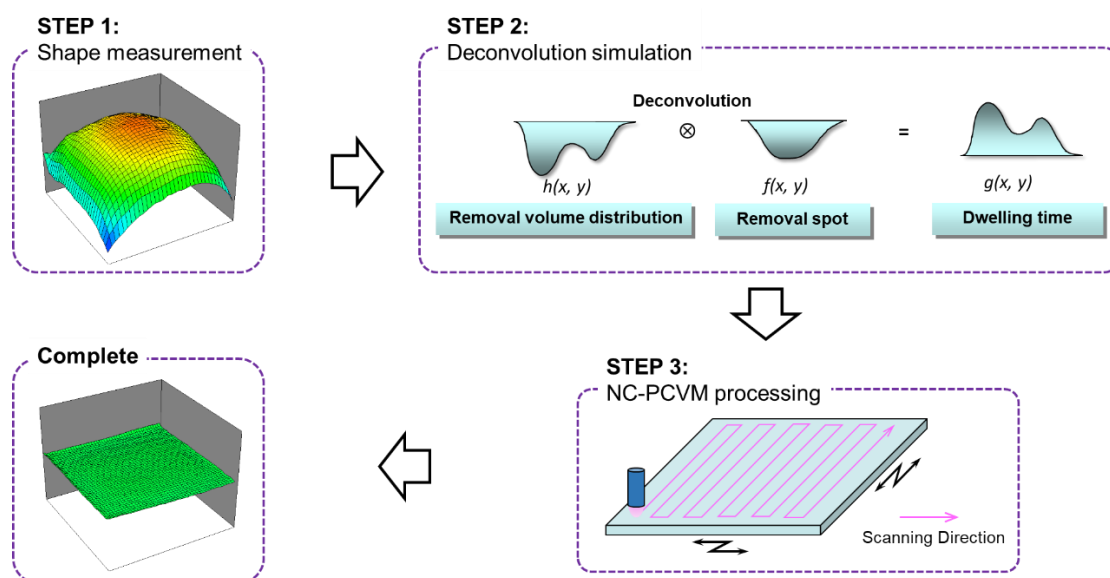 STEP 1:
Shape measurement
STEP 2:
Deconvolution simulation
Deconvolution
⊗
=
h(x, y)
f(x, y)
g(x, y)
Removal volume distribution
Removal spot
Dwelling time
Complete
STEP 3:
NC-PCVM processing
Scanning Direction